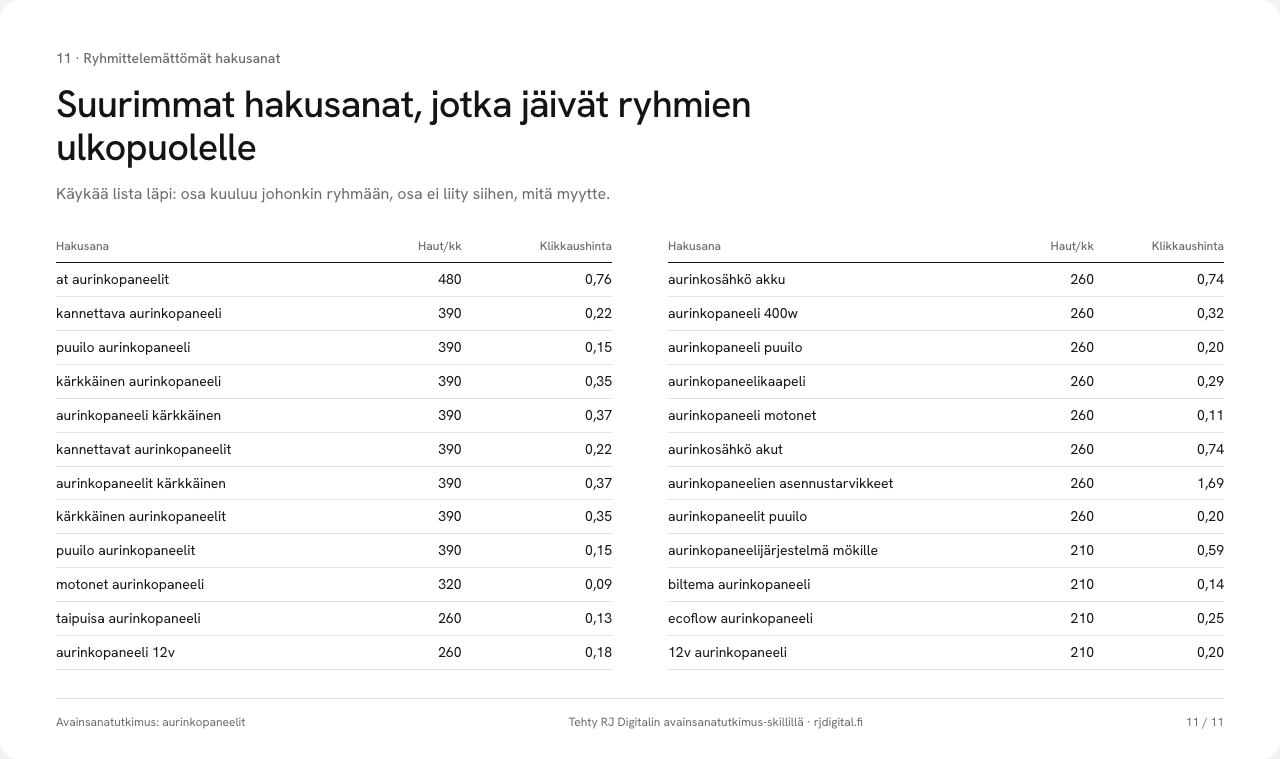 11 · Ryhmittelemättömät hakusanat
Suurimmat hakusanat, jotka jäivät ryhmien
ulkopuolelle
Käykää lista läpi: osa kuuluu johonkin ryhmään, osa ei liity siihen, mitä myytte.
Hakusana Haut/kk Klikkaushinta
at aurinkopaneelit 480 0,76
kannettava aurinkopaneeli 390 0,22
puuilo aurinkopaneeli 390 0,15
kärkkäinen aurinkopaneeli 390 0,35
aurinkopaneeli kärkkäinen 390 0,37
kannettavat aurinkopaneelit 390 0,22
aurinkopaneelit kärkkäinen 390 0,37
kärkkäinen aurinkopaneelit 390 0,35
puuilo aurinkopaneelit 390 0,15
motonet aurinkopaneeli 320 0,09
taipuisa aurinkopaneeli 260 0,13
aurinkopaneeli 12v 260 0,18
Hakusana Haut/kk Klikkaushinta
aurinkosähkö akku 260 0,74
aurinkopaneeli 400w 260 0,32
aurinkopaneeli puuilo 260 0,20
aurinkopaneelikaapeli 260 0,29
aurinkopaneeli motonet 260 0,11
aurinkosähkö akut 260 0,74
aurinkopaneelien asennustarvikkeet 260 1,69
aurinkopaneelit puuilo 260 0,20
aurinkopaneelijärjestelmä mökille 210 0,59
biltema aurinkopaneeli 210 0,14
ecoflow aurinkopaneeli 210 0,25
12v aurinkopaneeli 210 0,20
Avainsanatutkimus: aurinkopaneelit
Tehty RJ Digitalin avainsanatutkimus-skillillä · rjdigital.fi
11 / 11